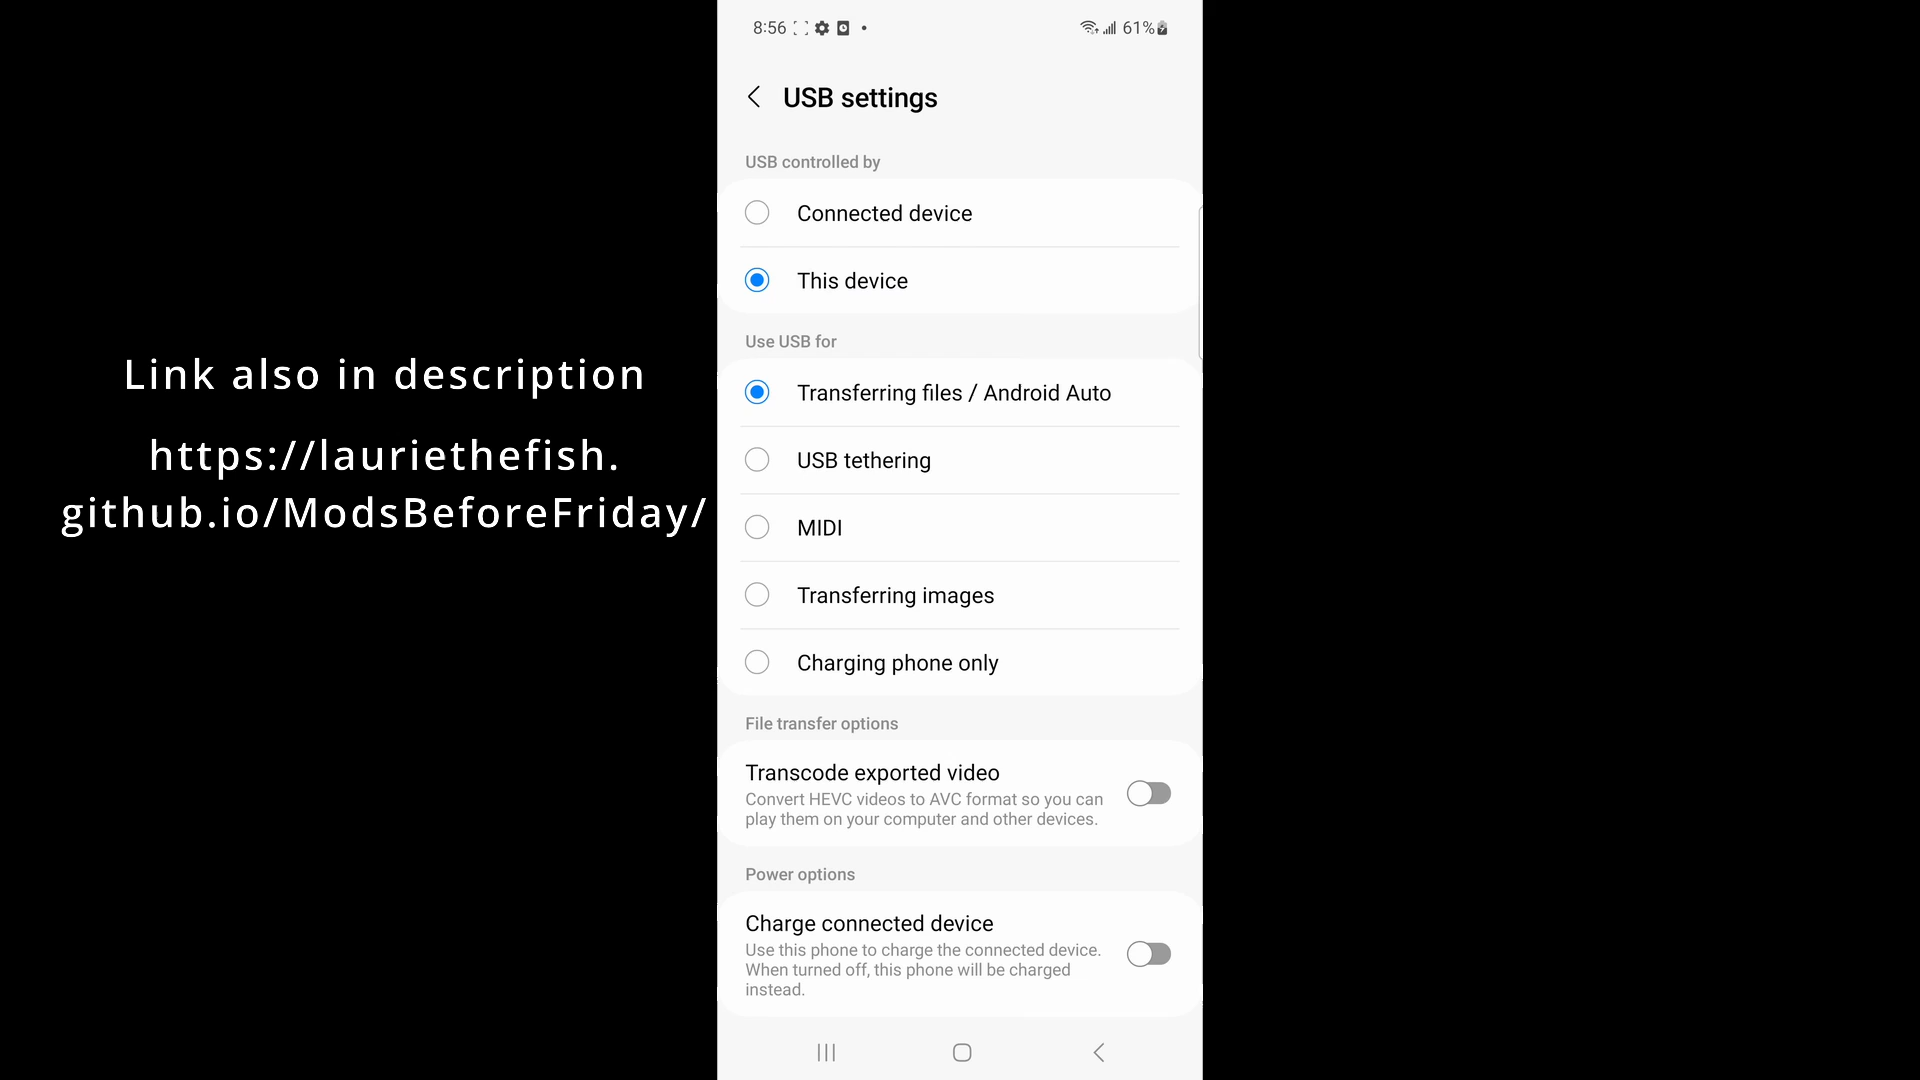 8:56
61%
USB settings
USB controlled by
Connected device
This device
Use USB for
Transferring files / Android Auto
USB tethering
MIDI
Transferring images
Charging phone only
File transfer options
Transcode exported video
Convert HEVC videos to AVC format so you can
play them on your computer and other devices.
Power options
Charge connected device
Use this phone to charge the connected device.
When turned off, this phone will be charged
instead.
Link also in description
https://lauriethefish.
github.io/ModsBeforeFriday/